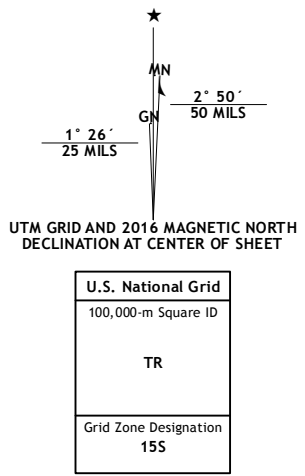 ★
MN
GN
2° 50´
50 MILS
1° 26´
25 MILS
UTM GRID AND 2016 MAGNETIC NORTH
DECLINATION AT CENTER OF SHEET
U.S. National Grid
100,000-m Square ID
TR
Grid Zone Designation
15S